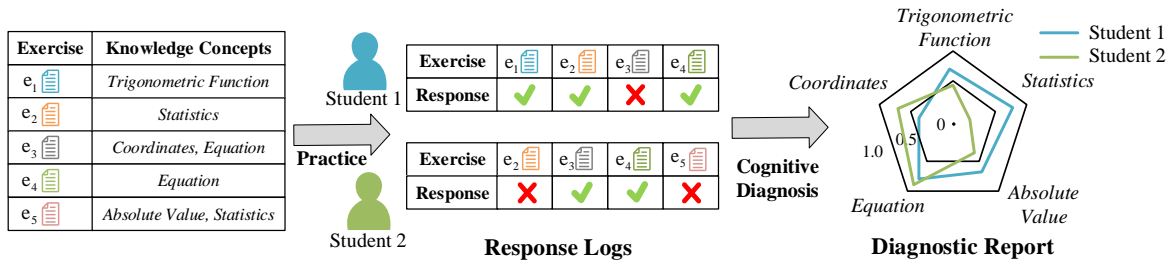 Exercise Knowledge Concepts
e1 Trigonometric Function
e2 Statistics
e3 Coordinates, Equation
e4 Equation
e5 Absolute Value, Statistics
Practice
Student 1
Student 2
Exercise e1 e2 e3 e4
Response
Exercise e2 e3 e4 e5
Response
Response Logs
Cognitive
Diagnosis
Trigonometric
Function
Student 1
Student 2
Coordinates
Statistics
0
0.5
1.0
Equation
Absolute
Value
Diagnostic Report